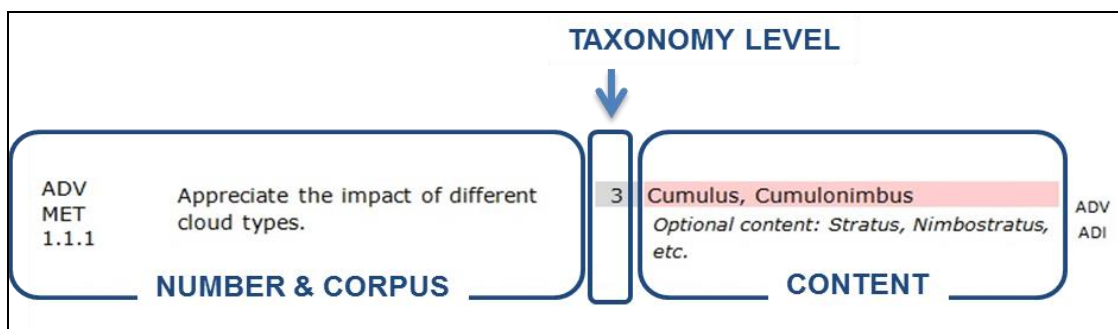 TAXONOMY LEVEL
ADV
MET
1.1.1
Appreciate the impact of different
cloud types.
3
Cumulus, Cumulonimbus
Optional content: Stratus, Nimbostratus,
etc.
ADV
ADI
NUMBER & CORPUS
CONTENT